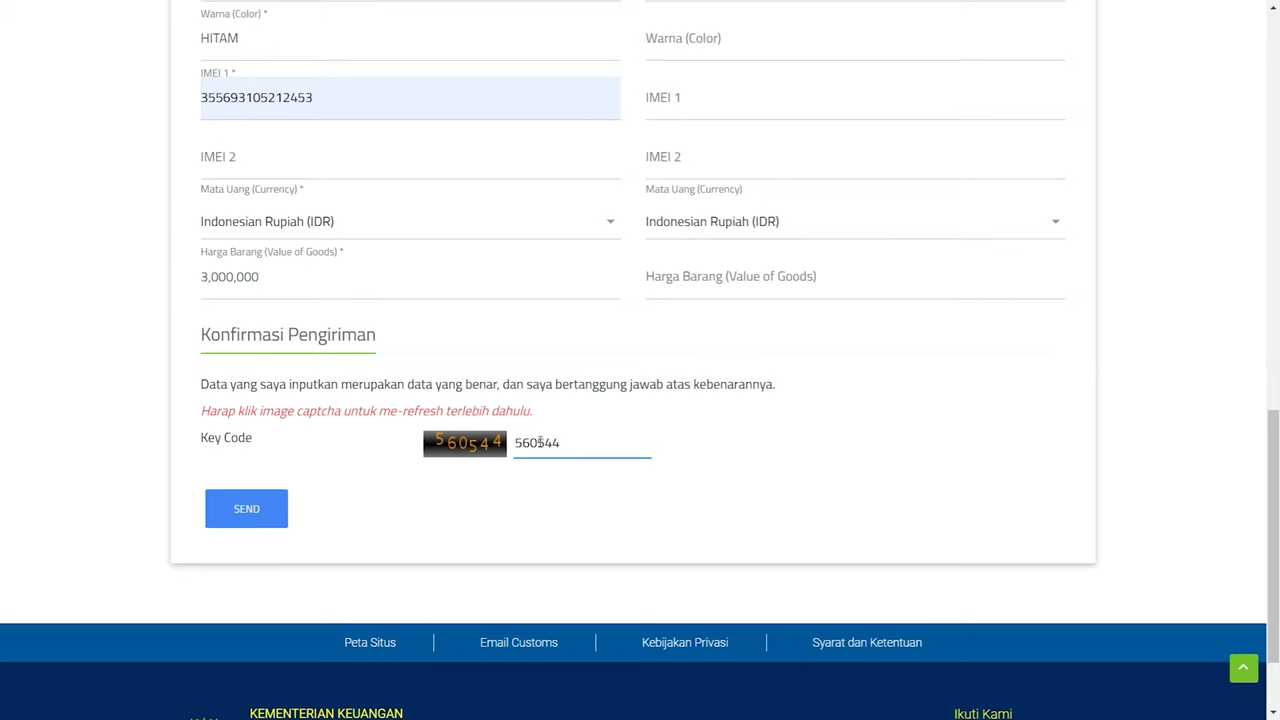 Warna (Color) *
HITAM
Warna (Color)
IMEI 1 *
355693105212453
IMEI 1
IMEI 2
IMEI 2
Mata Uang (Currency) *
Mata Uang (Currency)
Indonesian Rupiah (IDR)
Indonesian Rupiah (IDR)
Harga Barang (Value of Goods) *
3,000,000
Harga Barang (Value of Goods)
Konfirmasi Pengiriman
Data yang saya inputkan merupakan data yang benar, dan saya bertanggung jawab atas kebenarannya.
Harap klik image captcha untuk me-refresh terlebih dahulu.
Key Code
560544
560544
SEND
Peta Situs
Email Customs
Kebijakan Privasi
Syarat dan Ketentuan
KEMENTERIAN KEUANGAN
Ikuti Kami